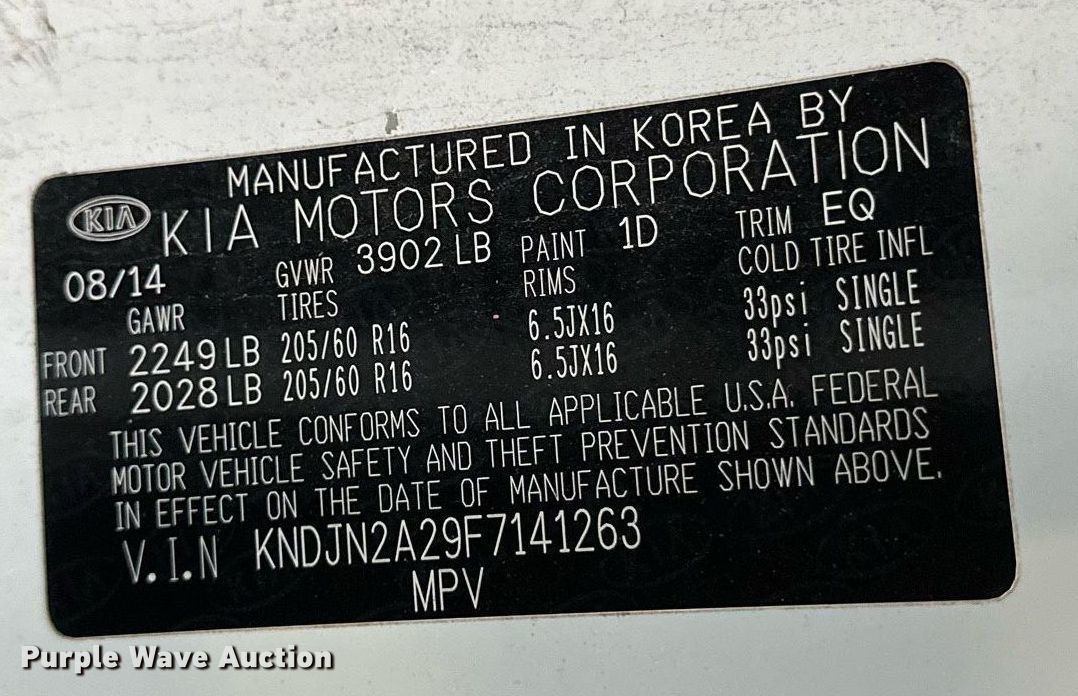 MANUFACTURED IN KOREA BY
KIA KIA MOTORS CORPORATION
08/14 GVWR 3902 LB PAINT 1D TRIM EQ
GAWR TIRES RIMS COLD TIRE INFL
FRONT 2249 LB 205/60 R16 6.5JX16 33psi SINGLE
REAR 2028 LB 205/60 R16 6.5JX16 33psi SINGLE
THIS VEHICLE CONFORMS TO ALL APPLICABLE U.S.A. FEDERAL
MOTOR VEHICLE SAFETY AND THEFT PREVENTION STANDARDS
IN EFFECT ON THE DATE OF MANUFACTURE SHOWN ABOVE.
V.I.N KNDJN2A29F7141263
MPV
Purple Wave Auction